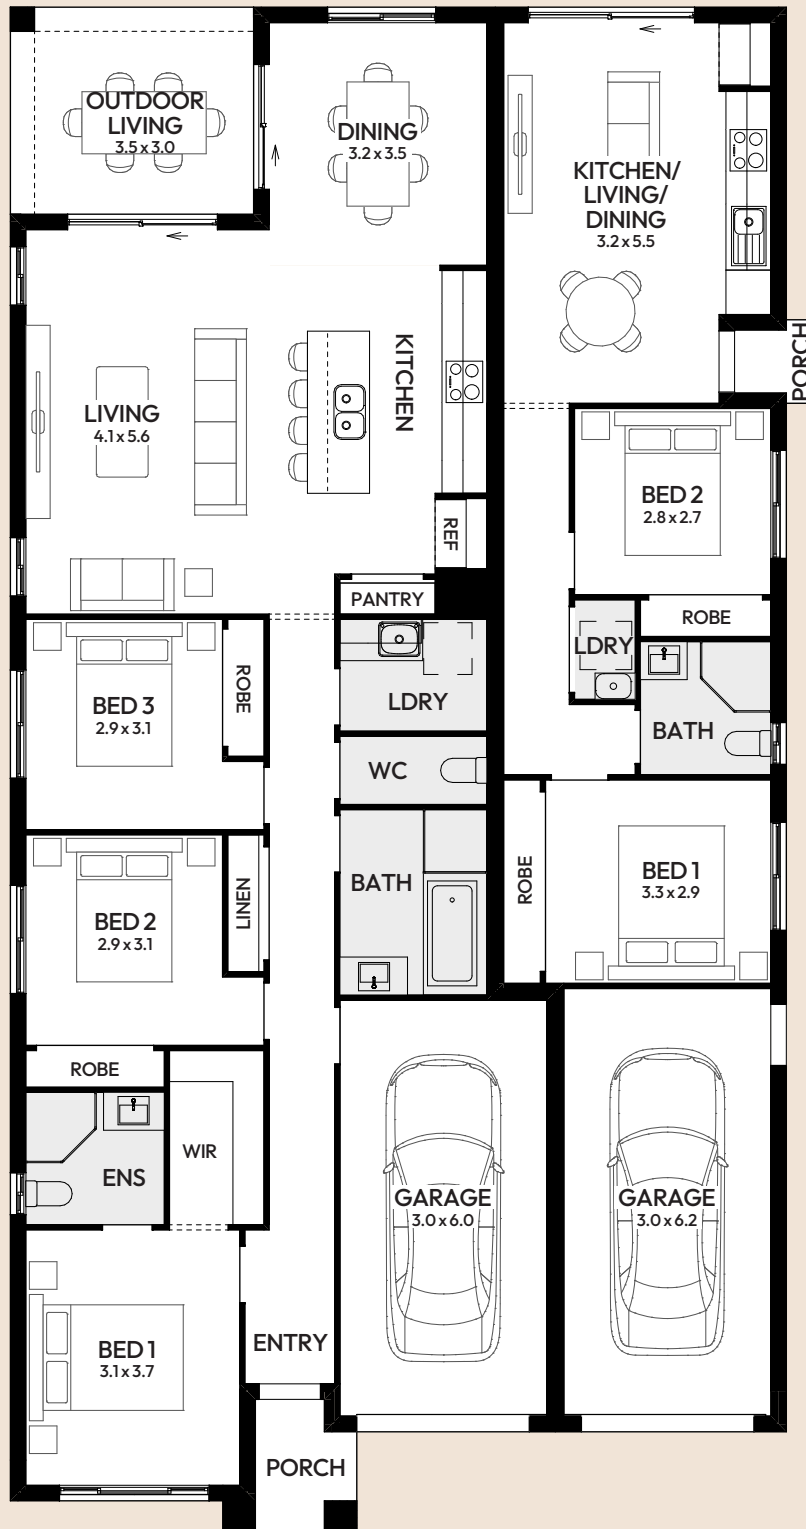 OUTDOOR
LIVING
3.5 x 3.0
DINING
3.2 x 3.5
KITCHEN/
LIVING/
DINING
3.2 x 5.5
PORCH
KITCHEN
LIVING
4.1 x 5.6
BED 2
2.8 x 2.7
REF
PANTRY
ROBE
LDRY
BED 3
2.9 x 3.1
ROBE
LDRY
BATH
WC
BED 1
3.3 x 2.9
ROBE
BATH
LINEN
BED 2
2.9 x 3.1
ROBE
WIR
ENS
GARAGE
3.0 x 6.0
GARAGE
3.0 x 6.2
ENTRY
BED 1
3.1 x 3.7
PORCH